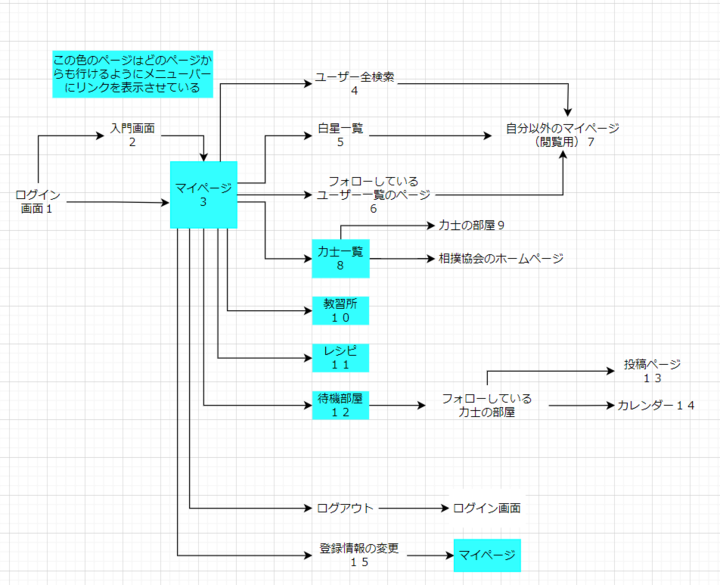 この色のページはどのページか
らも行けるようにメニューバー
にリンクを表示させている
ユーザー全検索
4
入門画面
2
白星一覧
5
自分以外のマイページ
（閲覧用）7
マイページ
3
フォローしている
ユーザー一覧のページ
6
ログイン
画面1
力士の部屋９
力士一覧
8
相撲協会のホームページ
教習所
１０
レシピ
１１
待機部屋
１２
フォローしている
力士の部屋
投稿ページ
１３
カレンダー１４
ログアウト
ログイン画面
登録情報の変更
１５
マイページ